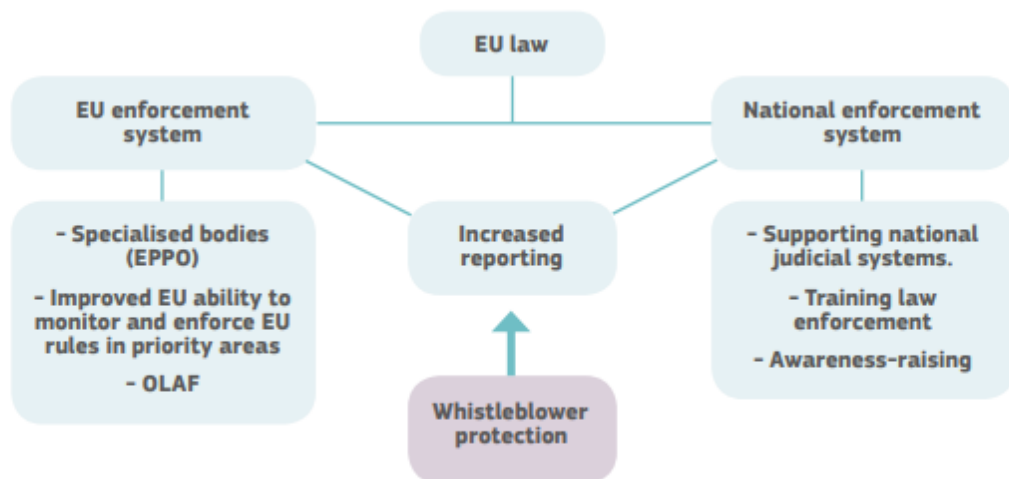 EU law
EU enforcement
system
National enforcement
system
– Specialised bodies
(EPPO)
– Improved EU ability to
monitor and enforce EU
rules in priority areas
– OLAF
Increased
reporting
– Supporting national
judicial systems.
– Training law
enforcement
– Awareness-raising
Whistleblower
protection